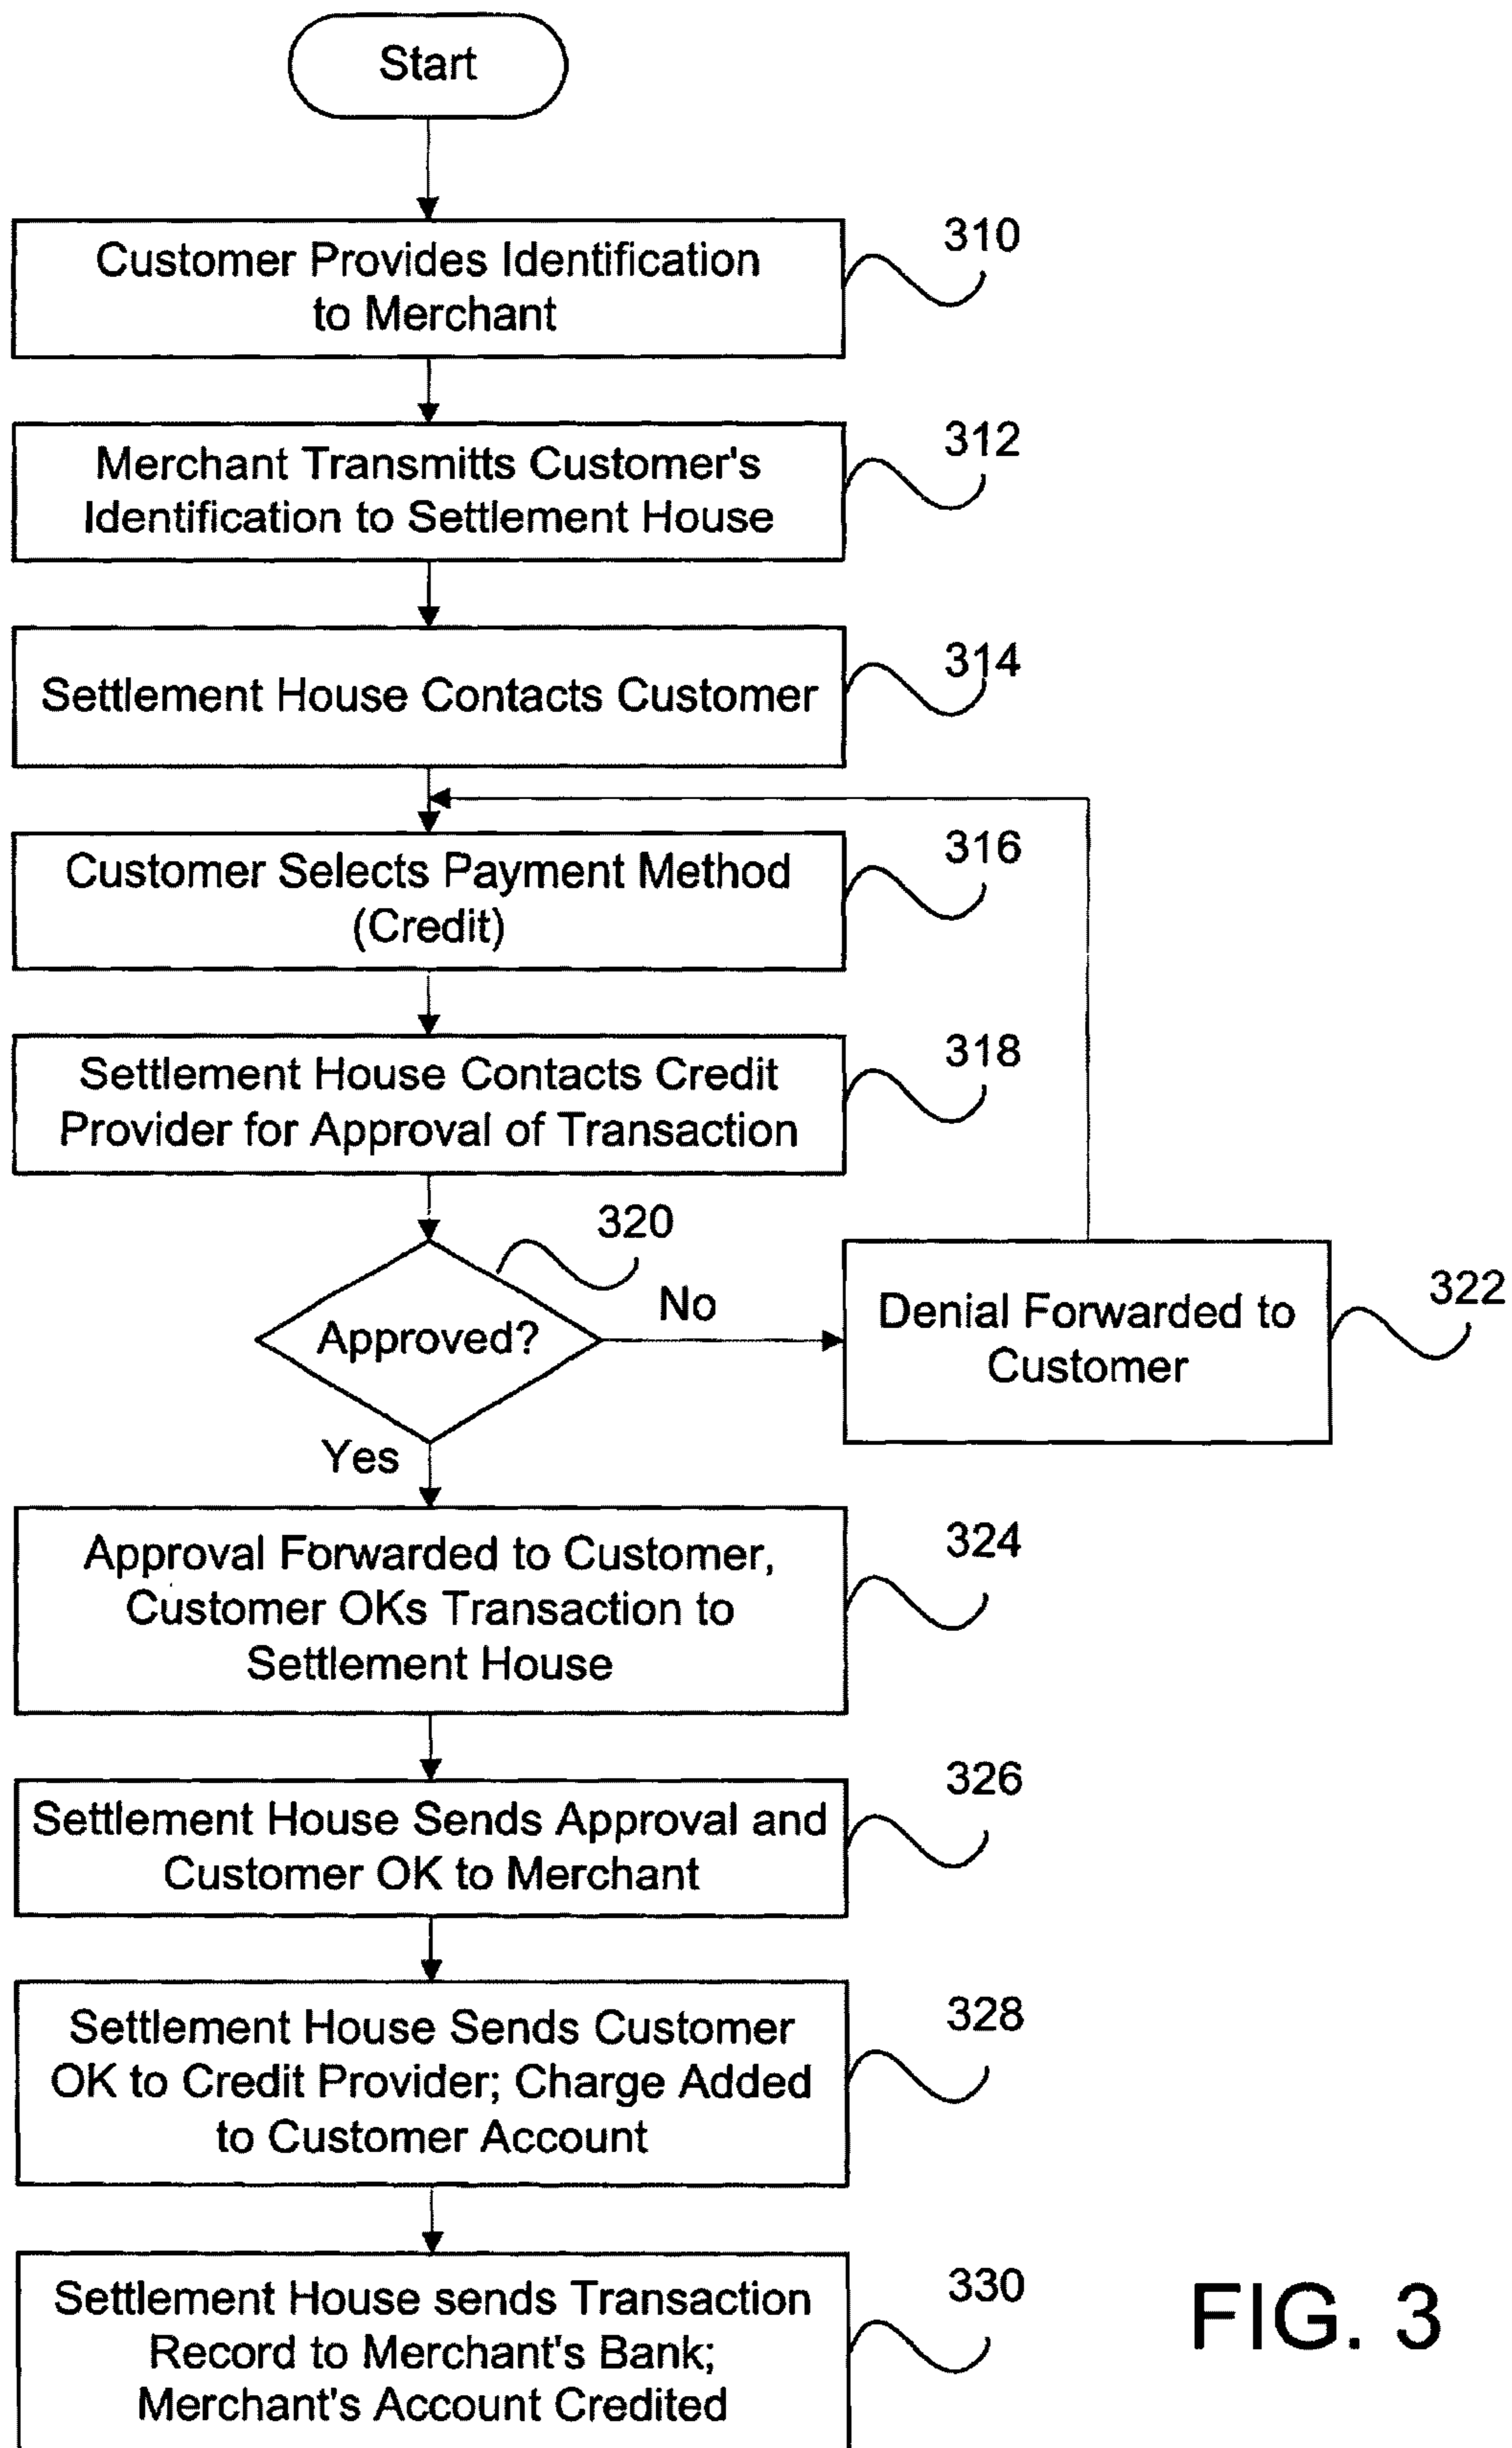 Start
Customer Provides Identification
to Merchant
310
Merchant Transmitts Customer's
Identification to Settlement House
312
Settlement House Contacts Customer
314
Customer Selects Payment Method
(Credit)
316
Settlement House Contacts Credit
Provider for Approval of Transaction
318
320
Approved?
No
Denial Forwarded to
Customer
322
Yes
Approval Forwarded to Customer,
Customer OKs Transaction to
Settlement House
324
Settlement House Sends Approval and
Customer OK to Merchant
326
Settlement House Sends Customer
OK to Credit Provider; Charge Added
to Customer Account
328
Settlement House sends Transaction
Record to Merchant's Bank;
Merchant's Account Credited
330
FIG. 3